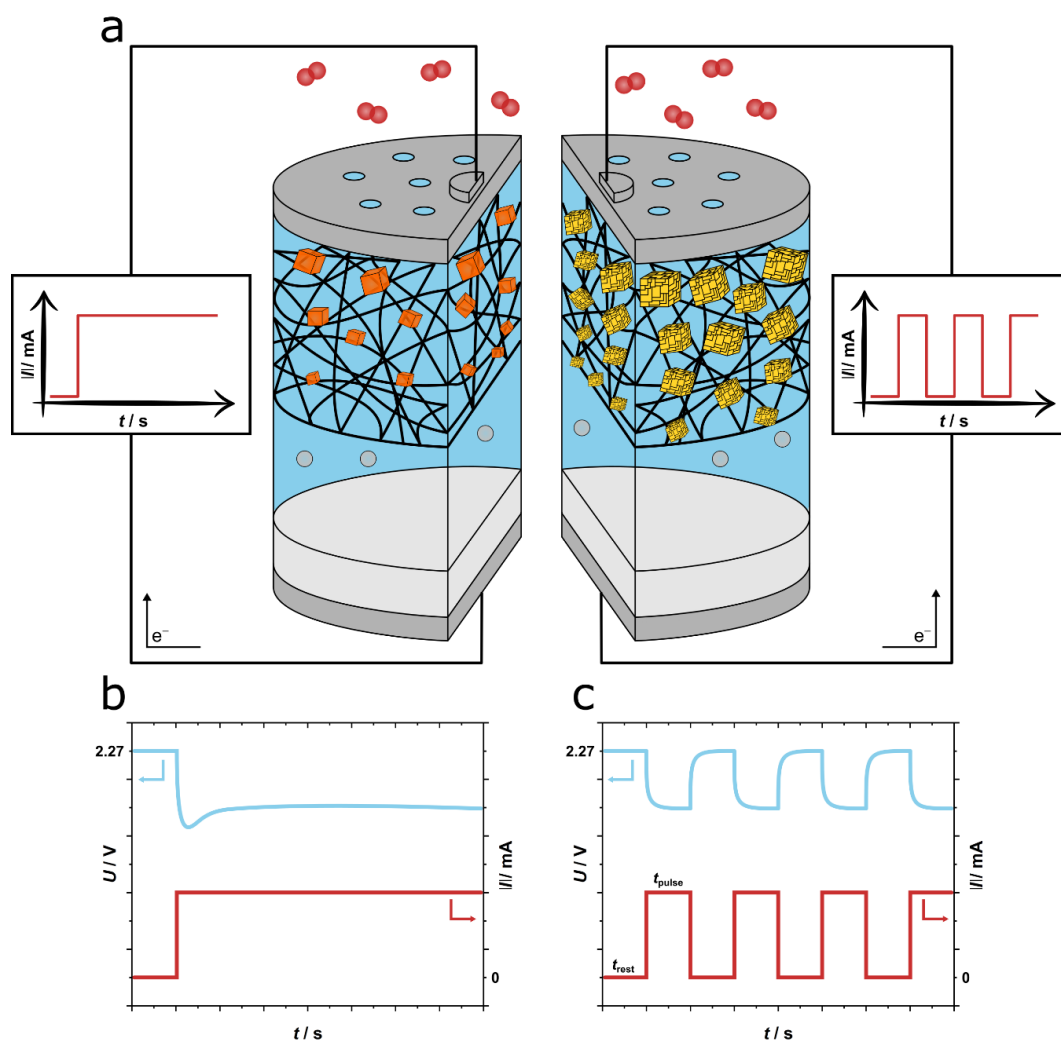 a
|I| / mA
t / s
|I| / mA
t / s
e⁻
e⁻
b
2.27
U / V
|I| / mA
0
t / s
c
2.27
U / V
t_pulse
t_rest
|I| / mA
0
t / s